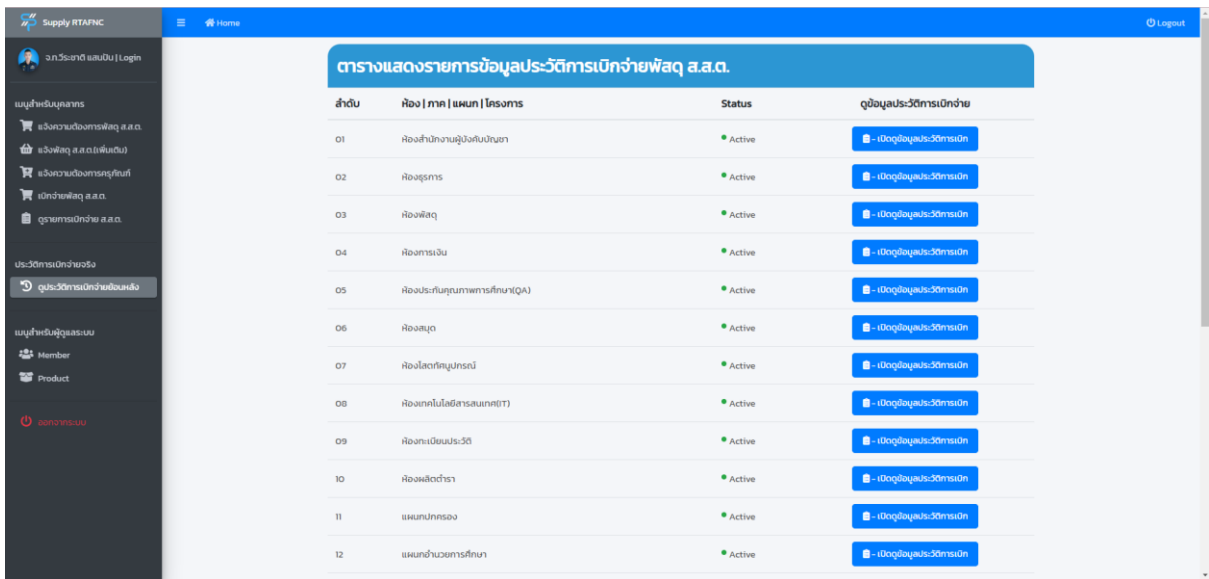 Supply RTAFNC
Home
Logout
จ.ท.วีระชาติ แสนปัน | Login
เมนูสำหรับบุคลากร
แจ้งความต้องการพัสดุ ส.ส.ต.
แจ้งพัสดุ ส.ส.ต.(เพิ่มเติม)
แจ้งความต้องการครุภัณฑ์
เบิกจ่ายพัสดุ ส.ส.ต.
ดูรายการเบิกจ่าย ส.ส.ต.
ประวัติการเบิกจ่ายจริง
ดูประวัติการเบิกจ่ายย้อนหลัง
เมนูสำหรับผู้ดูแลระบบ
Member
Product
ออกจากระบบ
ตารางแสดงรายการข้อมูลประวัติการเบิกจ่ายพัสดุ ส.ส.ต.
ลำดับ ห้อง | ภาค | แผนก | โครงการ Status ดูข้อมูลประวัติการเบิกจ่าย
01 ห้องสำนักงานผู้บังคับบัญชา Active - เปิดดูข้อมูลประวัติการเบิก
02 ห้องธุรการ Active - เปิดดูข้อมูลประวัติการเบิก
03 ห้องพัสดุ Active - เปิดดูข้อมูลประวัติการเบิก
04 ห้องการเงิน Active - เปิดดูข้อมูลประวัติการเบิก
05 ห้องประกันคุณภาพการศึกษา(QA) Active - เปิดดูข้อมูลประวัติการเบิก
06 ห้องสมุด Active - เปิดดูข้อมูลประวัติการเบิก
07 ห้องโสตทัศนูปกรณ์ Active - เปิดดูข้อมูลประวัติการเบิก
08 ห้องเทคโนโลยีสารสนเทศ(IT) Active - เปิดดูข้อมูลประวัติการเบิก
09 ห้องทะเบียนประวัติ Active - เปิดดูข้อมูลประวัติการเบิก
10 ห้องผลิตตำรา Active - เปิดดูข้อมูลประวัติการเบิก
11 แผนกปกครอง Active - เปิดดูข้อมูลประวัติการเบิก
12 แผนกอำนวยการศึกษา Active - เปิดดูข้อมูลประวัติการเบิก